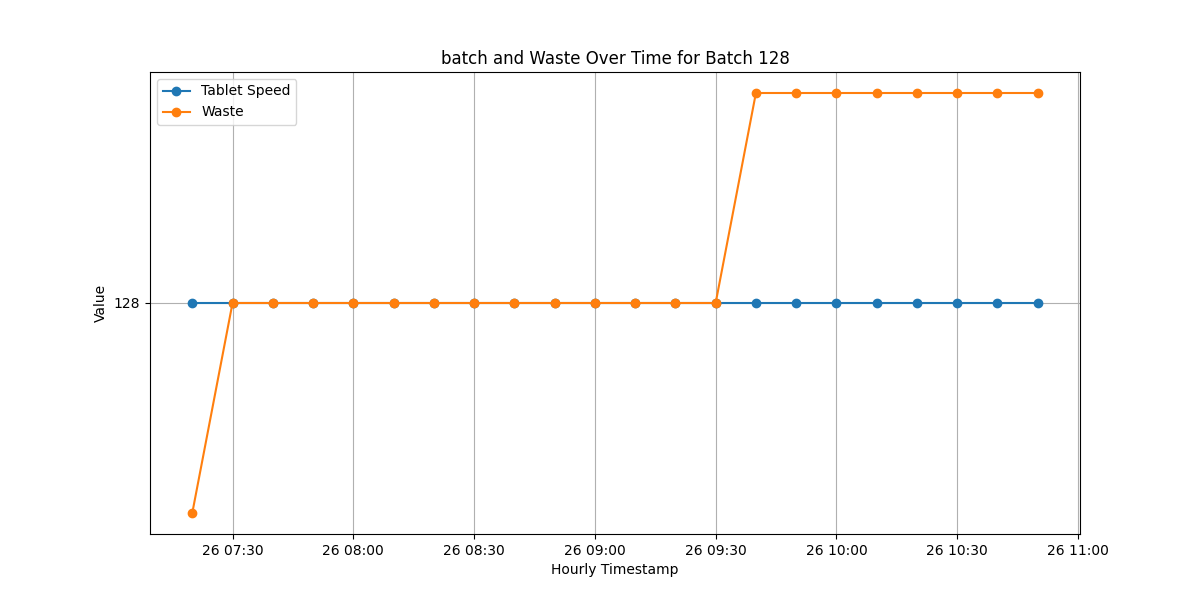 batch and Waste Over Time for Batch 128
Tablet Speed
Waste
Value
128
26 07:30
26 08:00
26 08:30
26 09:00
26 09:30
26 10:00
26 10:30
26 11:00
Hourly Timestamp